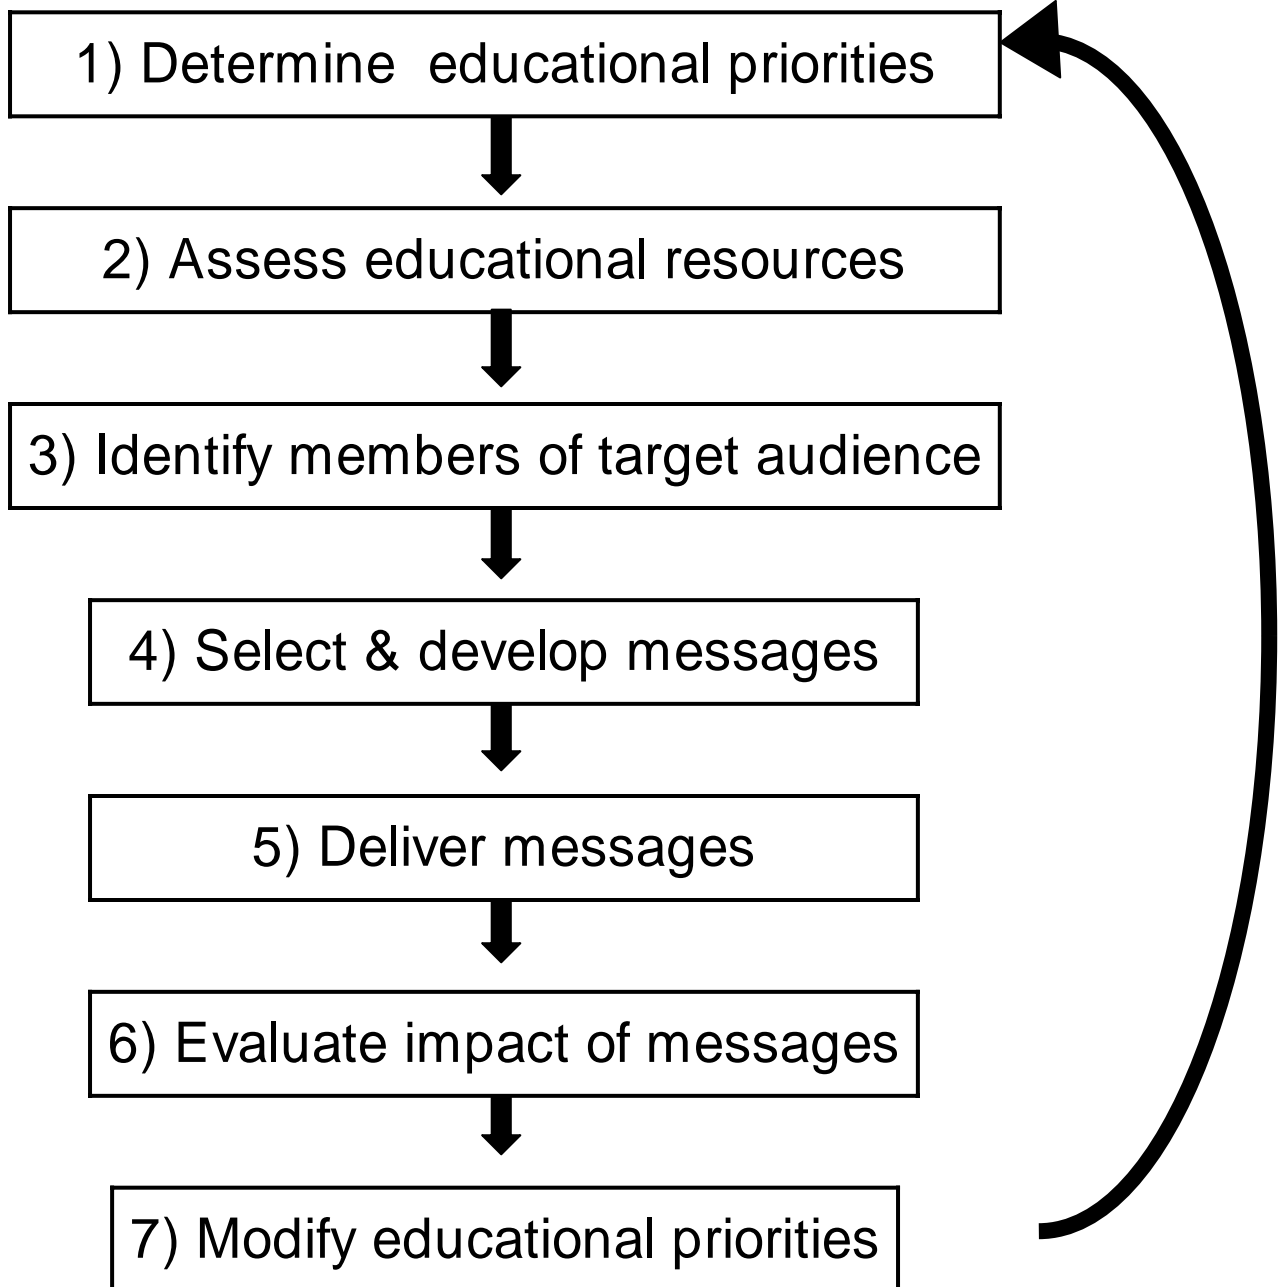 1) Determine educational priorities
2) Assess educational resources
3) Identify members of target audience
4) Select & develop messages
5) Deliver messages
6) Evaluate impact of messages
7) Modify educational priorities